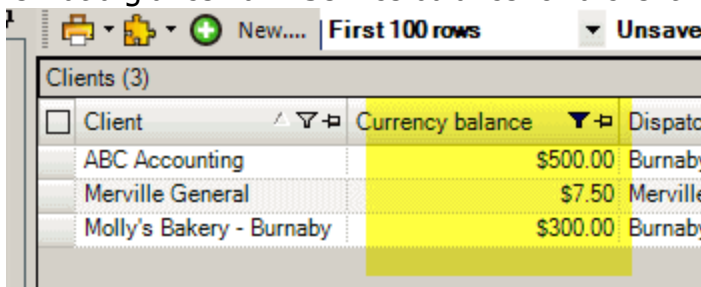 New.... First 100 rows Unsave
Clients (3)
Client Currency balance Dispatc
ABC Accounting $500.00 Burnaby
Merville General $7.50 Merville
Molly's Bakery - Burnaby $300.00 Burnaby